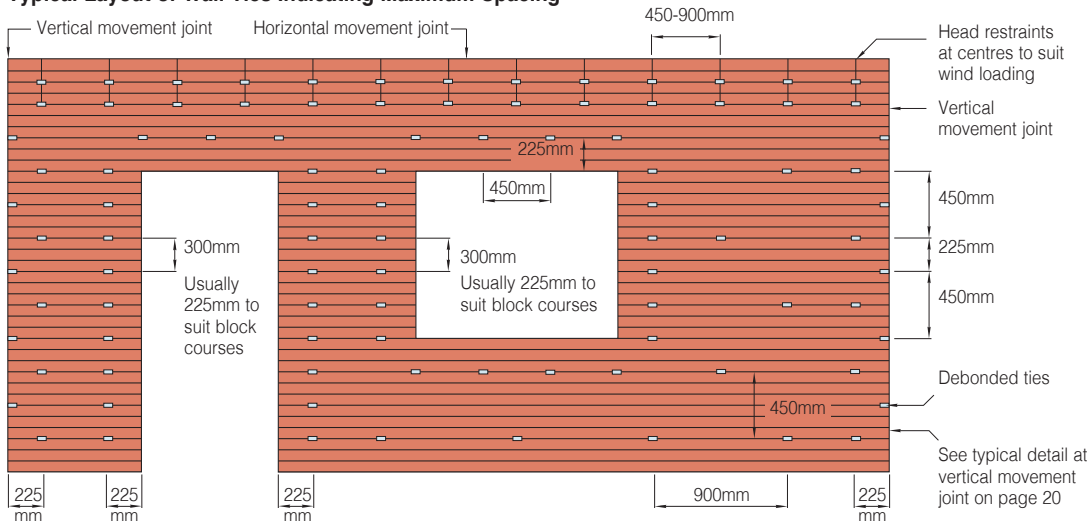 Typical Layout of Wall Ties Indicating Maximum Spacing
Vertical movement joint
Horizontal movement joint
450-900mm
Head restraints
at centres to suit
wind loading
Vertical
movement joint
225mm
450mm
450mm
300mm
Usually
225mm to
suit block
courses
300mm
Usually 225mm to
suit block courses
225mm
450mm
Debonded ties
450mm
See typical detail at
vertical movement
joint on page 20
225
mm
225
mm
225
mm
900mm
225
mm